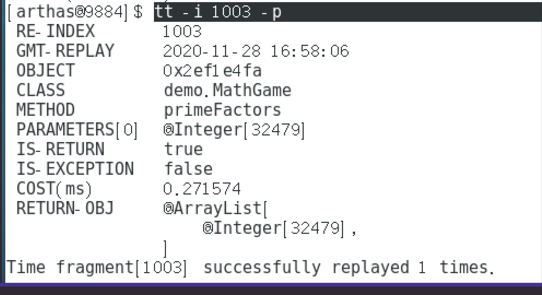 [arthas@9884]$ tt -i 1003 -p
RE-INDEX 1003
GMT-REPLAY 2020-11-28 16:58:06
OBJECT 0x2ef1e4fa
CLASS demo.MathGame
METHOD primeFactors
PARAMETERS[0] @Integer[32479]
IS-RETURN true
IS-EXCEPTION false
COST(ms) 0.271574
RETURN-OBJ @ArrayList[
@Integer[32479],
]
Time fragment[1003] successfully replayed 1 times.